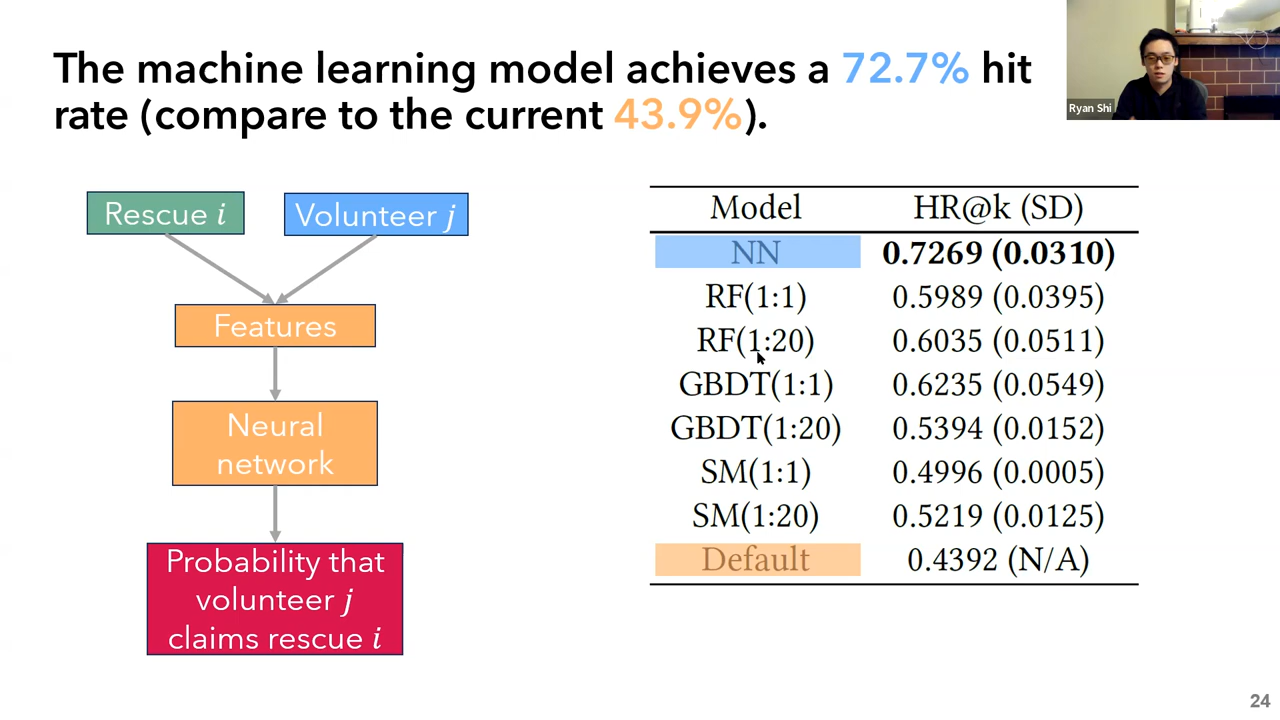 The machine learning model achieves a 72.7% hit
rate (compare to the current 43.9%).
Ryan Shi
Rescue i
Volunteer j
Features
Neural
network
Probability that
volunteer j
claims rescue i
Model HR@k (SD)
NN 0.7269 (0.0310)
RF(1:1) 0.5989 (0.0395)
RF(1:20) 0.6035 (0.0511)
GBDT(1:1) 0.6235 (0.0549)
GBDT(1:20) 0.5394 (0.0152)
SM(1:1) 0.4996 (0.0005)
SM(1:20) 0.5219 (0.0125)
Default 0.4392 (N/A)
24